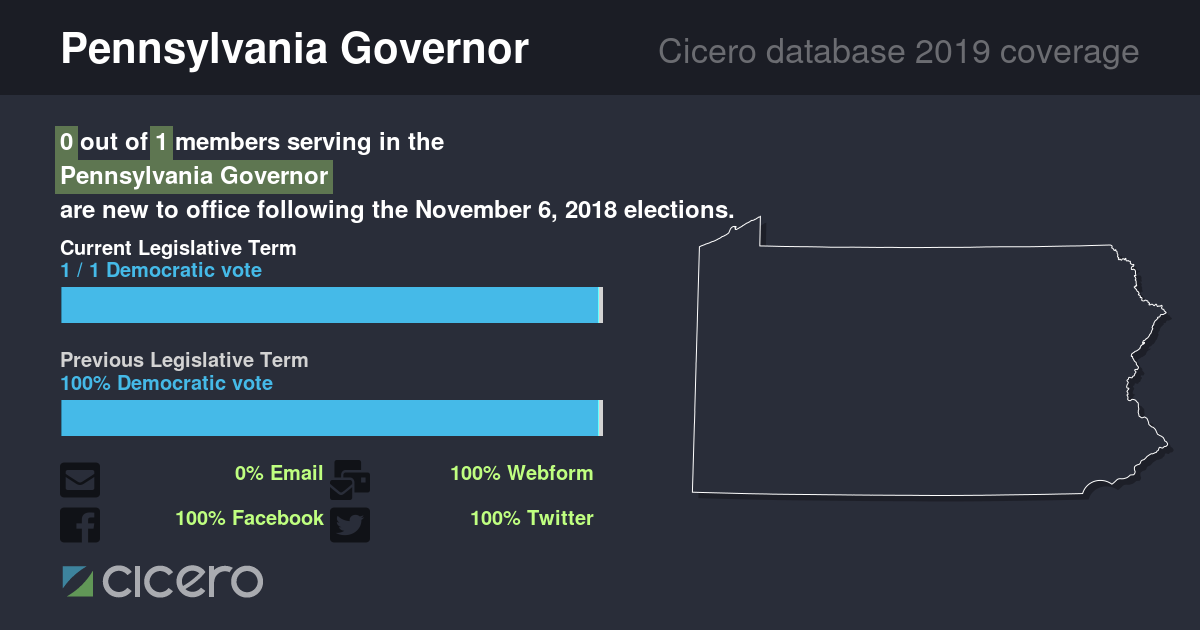 Pennsylvania Governor
Cicero database 2019 coverage
0 out of 1 members serving in the
Pennsylvania Governor
are new to office following the November 6, 2018 elections.
Current Legislative Term
1 / 1 Democratic vote
Previous Legislative Term
100% Democratic vote
0% Email
100% Webform
100% Facebook
100% Twitter
cicero